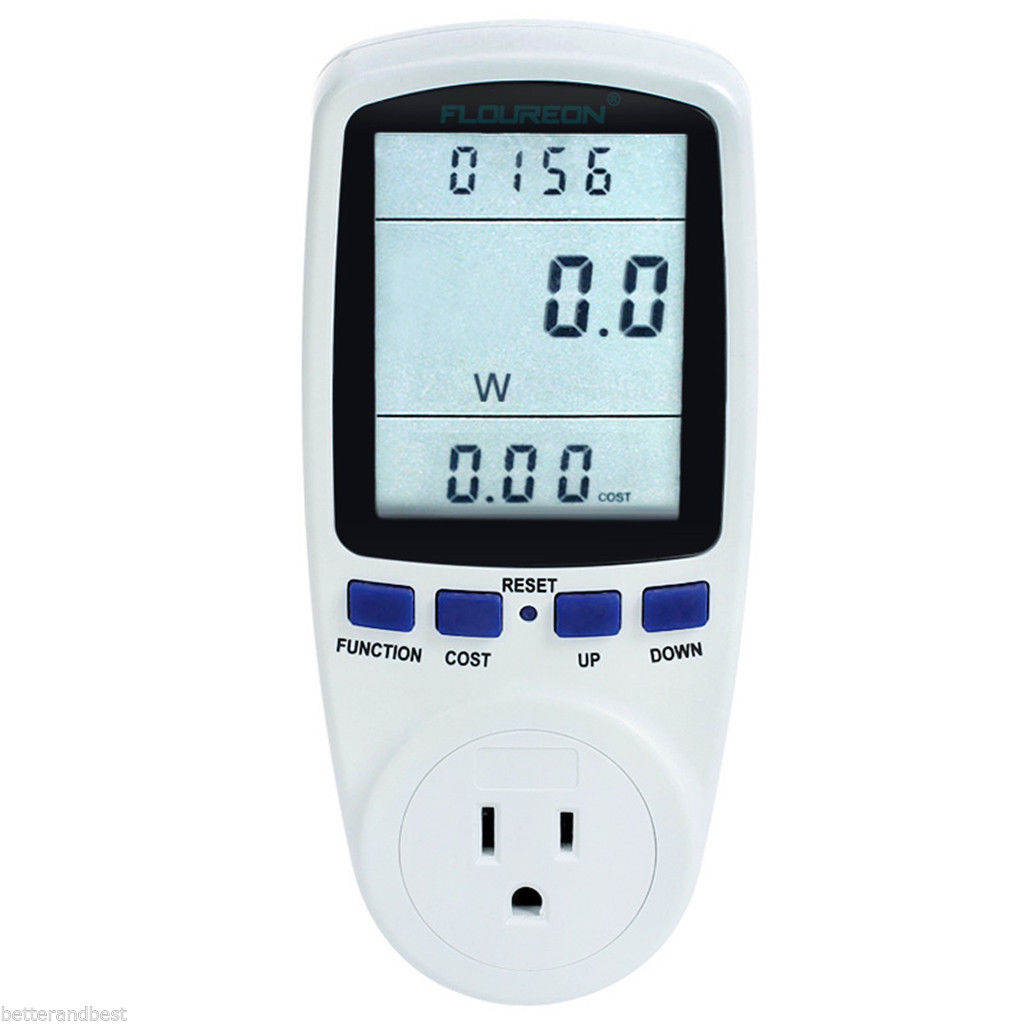 FLOUREON®
0156
0.0
W
0.00 COST
RESET
FUNCTION COST UP DOWN
betterandbest